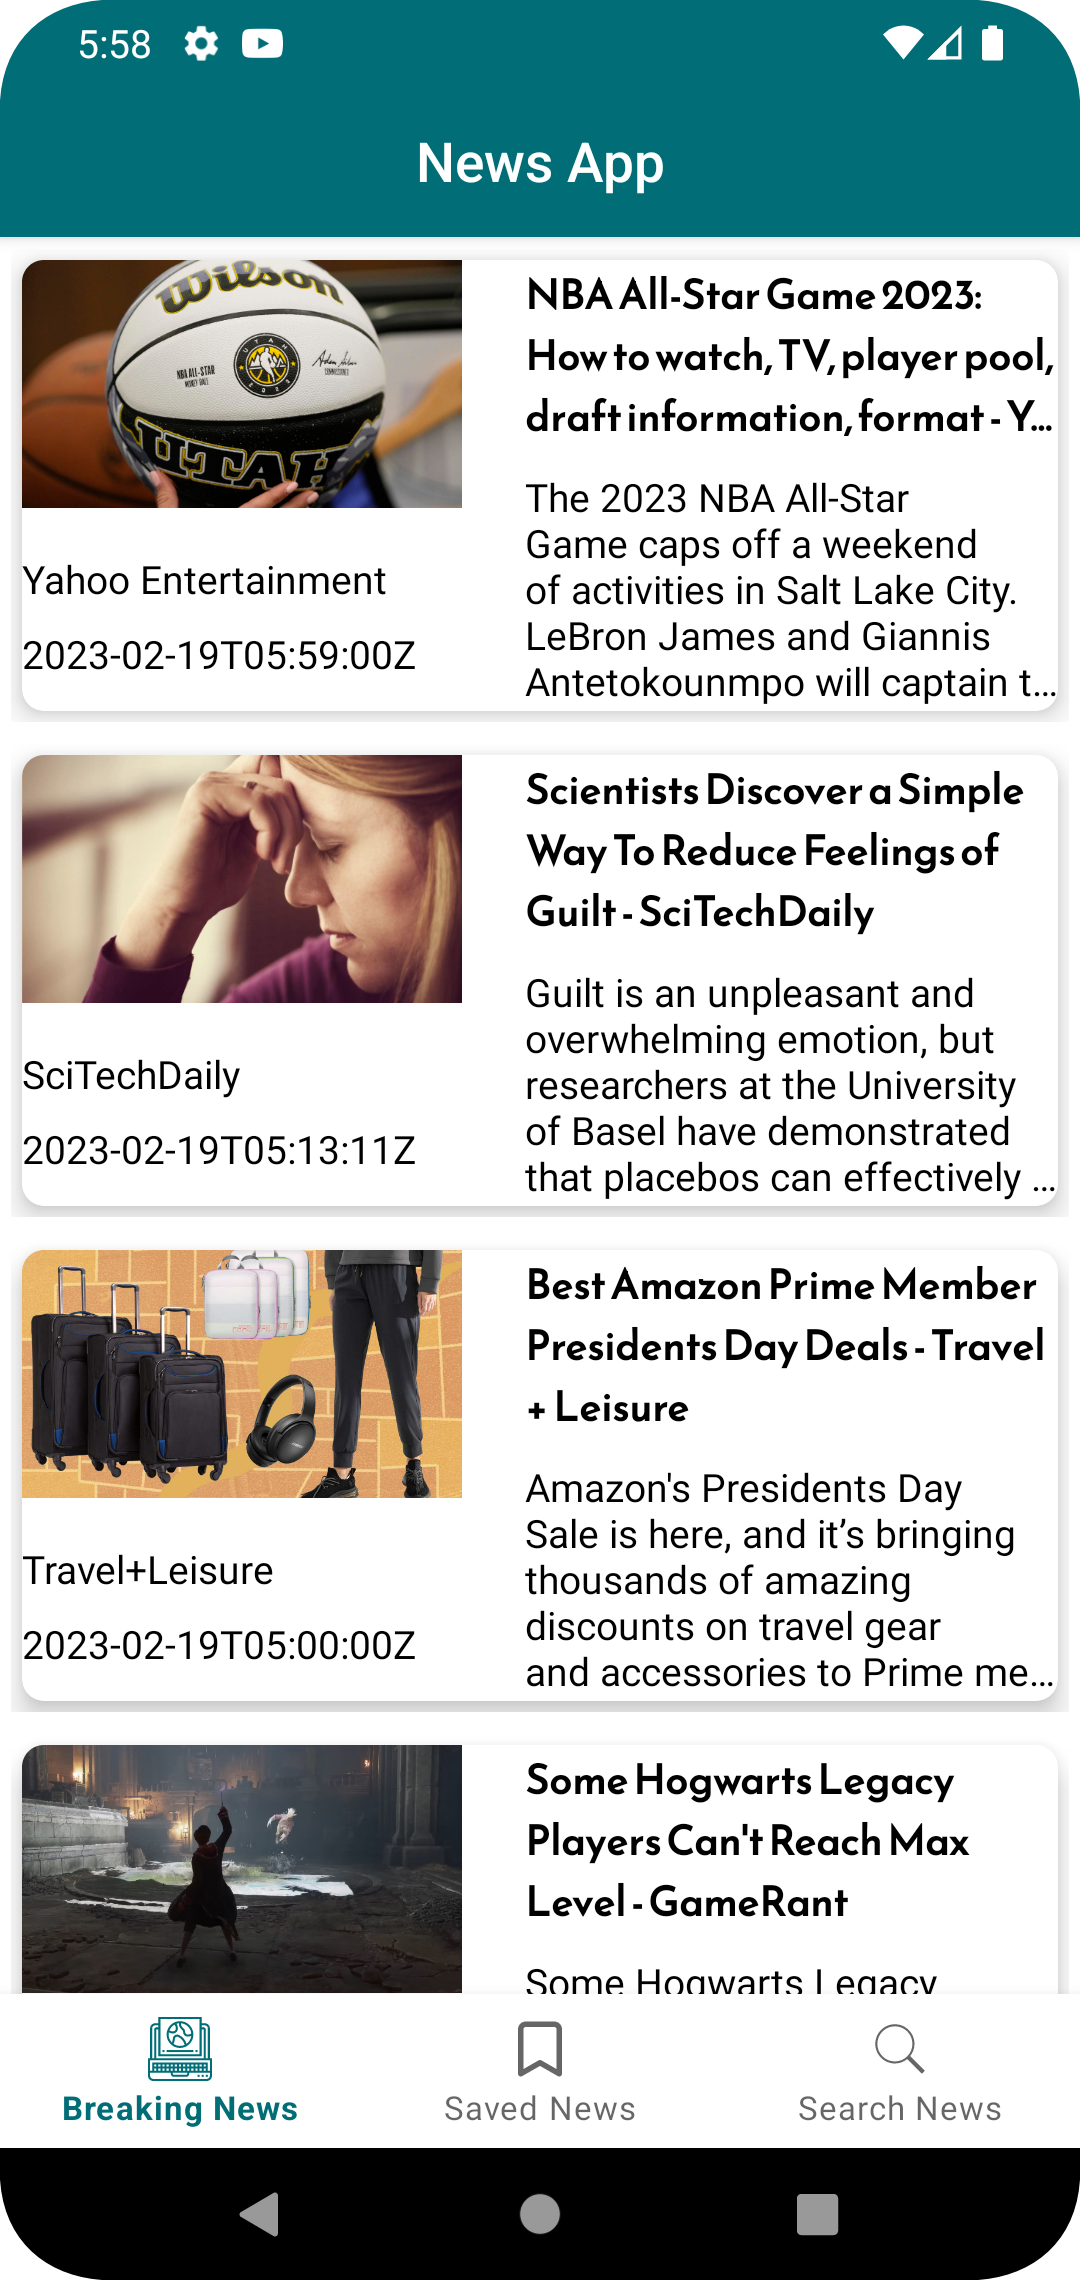 5:58
News App
Wilson
NBA ALL-STAR
UTAH
NBA All-Star Game 2023:
How to watch, TV, player pool,
draft information, format - Y...
The 2023 NBA All-Star
Game caps off a weekend
of activities in Salt Lake City.
LeBron James and Giannis
Antetokounmpo will captain t...
Yahoo Entertainment
2023-02-19T05:59:00Z
Scientists Discover a Simple
Way To Reduce Feelings of
Guilt - SciTechDaily
Guilt is an unpleasant and
overwhelming emotion, but
researchers at the University
of Basel have demonstrated
that placebos can effectively ...
SciTechDaily
2023-02-19T05:13:11Z
Best Amazon Prime Member
Presidents Day Deals - Travel
+ Leisure
Amazon's Presidents Day
Sale is here, and it’s bringing
thousands of amazing
discounts on travel gear
and accessories to Prime me...
Travel+Leisure
2023-02-19T05:00:00Z
Some Hogwarts Legacy
Players Can't Reach Max
Level - GameRant
Some Hogwarts Legacy
Breaking News
Saved News
Search News